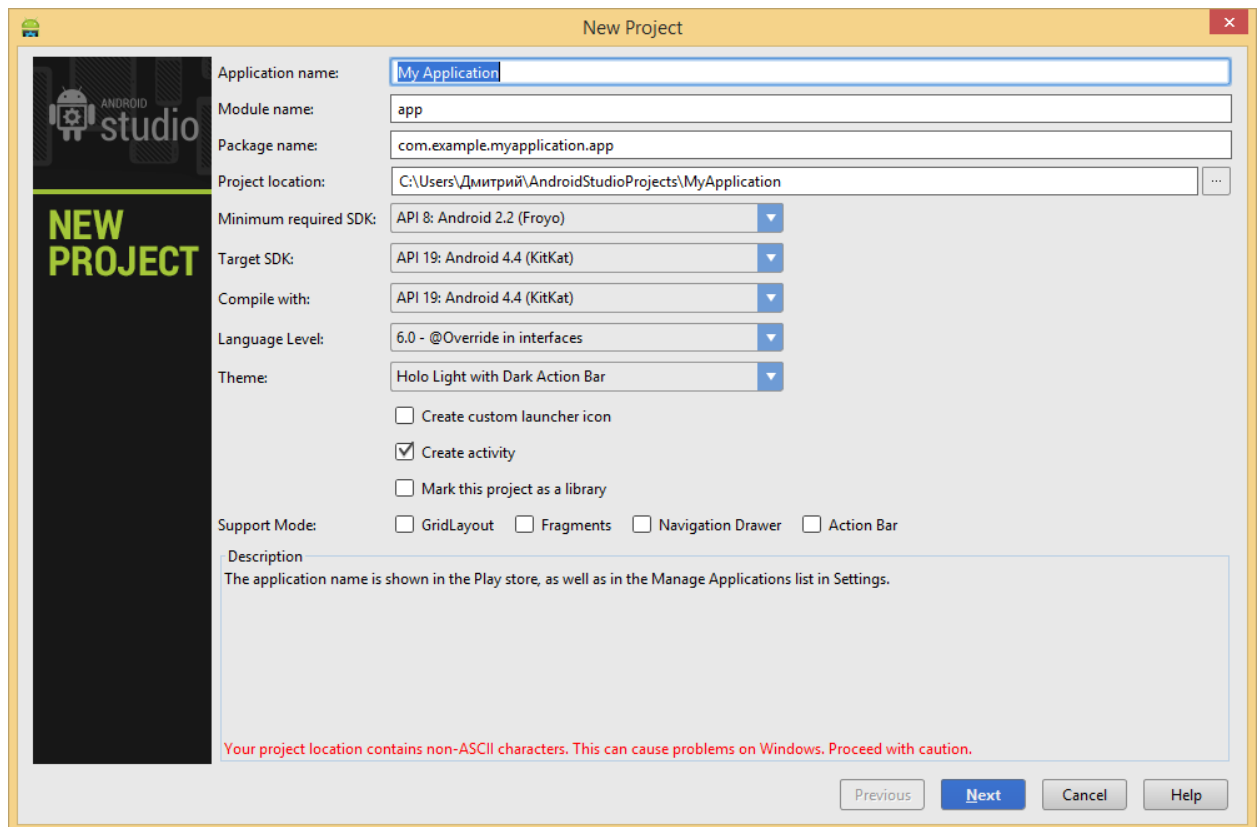 New Project
ANDROID
studio
NEW
PROJECT
Application name: My Application
Module name: app
Package name: com.example.myapplication.app
Project location: C:\Users\Дмитрий\AndroidStudioProjects\MyApplication ...
Minimum required SDK: API 8: Android 2.2 (Froyo)
Target SDK: API 19: Android 4.4 (KitKat)
Compile with: API 19: Android 4.4 (KitKat)
Language Level: 6.0 - @Override in interfaces
Theme: Holo Light with Dark Action Bar
Create custom launcher icon
Create activity
Mark this project as a library
Support Mode: GridLayout Fragments Navigation Drawer Action Bar
Description
The application name is shown in the Play store, as well as in the Manage Applications list in Settings.
Your project location contains non-ASCII characters. This can cause problems on Windows. Proceed with caution.
Previous Next Cancel Help